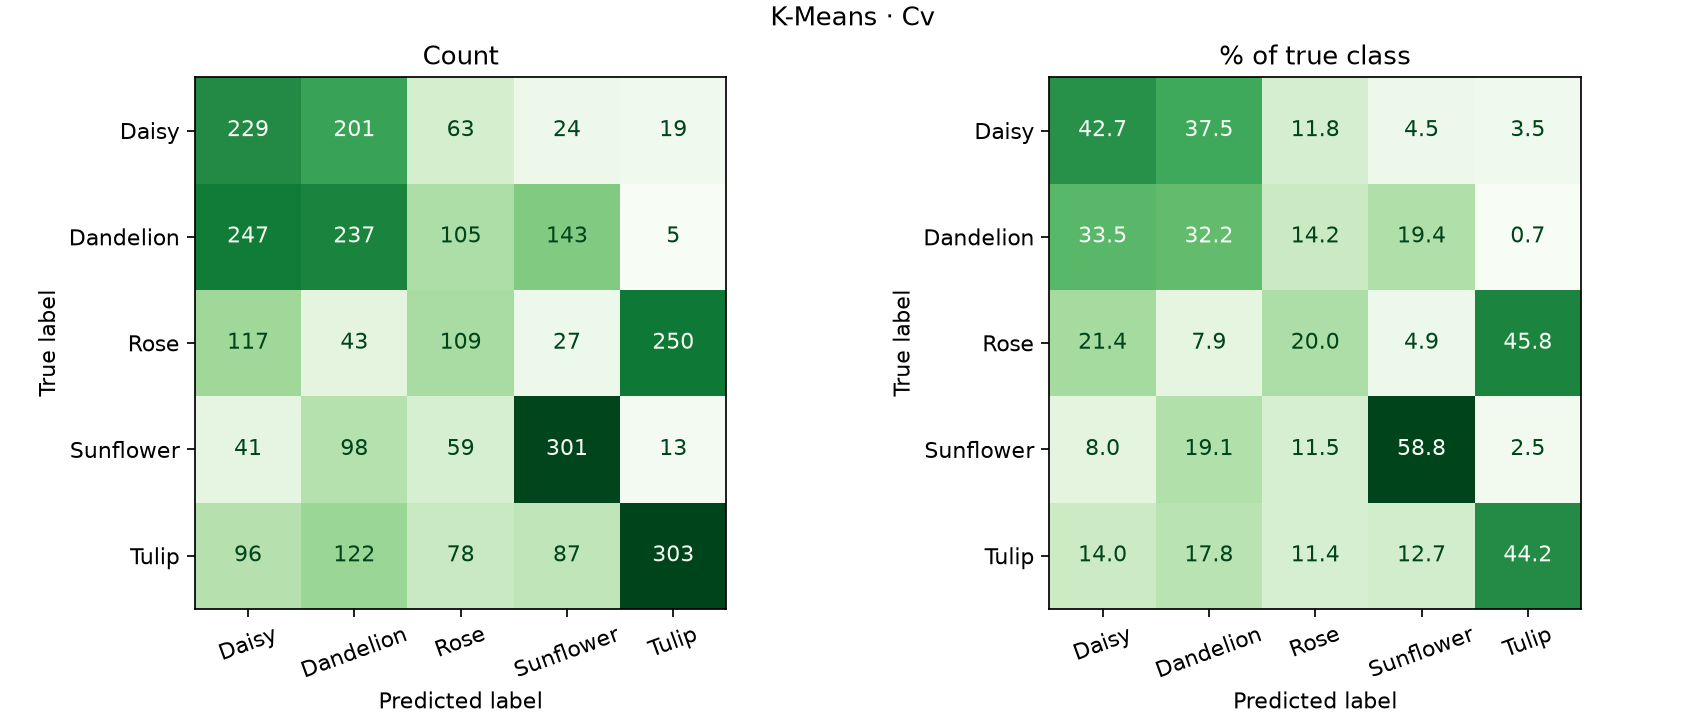 K-Means · Cv
Count
% of true class
True label
Daisy 229 201 63 24 19
Dandelion 247 237 105 143 5
Rose 117 43 109 27 250
Sunflower 41 98 59 301 13
Tulip 96 122 78 87 303
Daisy Dandelion Rose Sunflower Tulip
Predicted label
True label
Daisy 42.7 37.5 11.8 4.5 3.5
Dandelion 33.5 32.2 14.2 19.4 0.7
Rose 21.4 7.9 20.0 4.9 45.8
Sunflower 8.0 19.1 11.5 58.8 2.5
Tulip 14.0 17.8 11.4 12.7 44.2
Daisy Dandelion Rose Sunflower Tulip
Predicted label